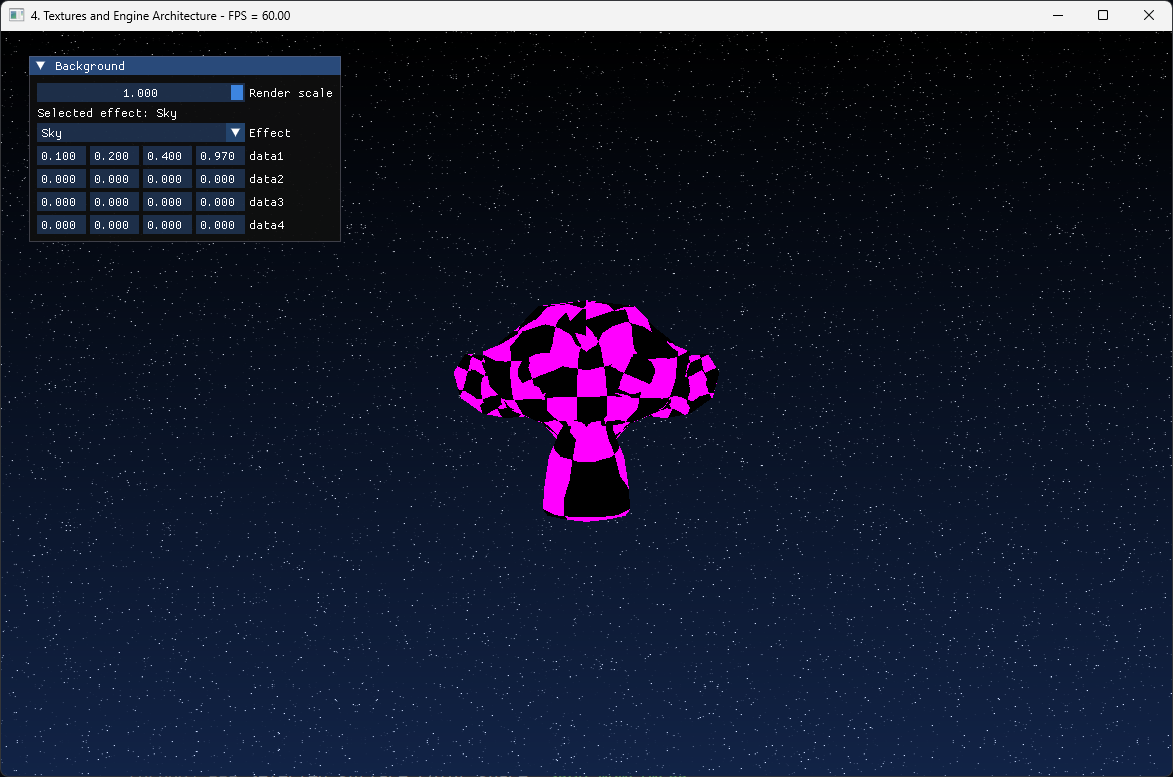 4. Textures and Engine Architecture - FPS = 60.00
Background
1.000 Render scale
Selected effect: Sky
Sky Effect
0.100 0.200 0.400 0.970 data1
0.000 0.000 0.000 0.000 data2
0.000 0.000 0.000 0.000 data3
0.000 0.000 0.000 0.000 data4